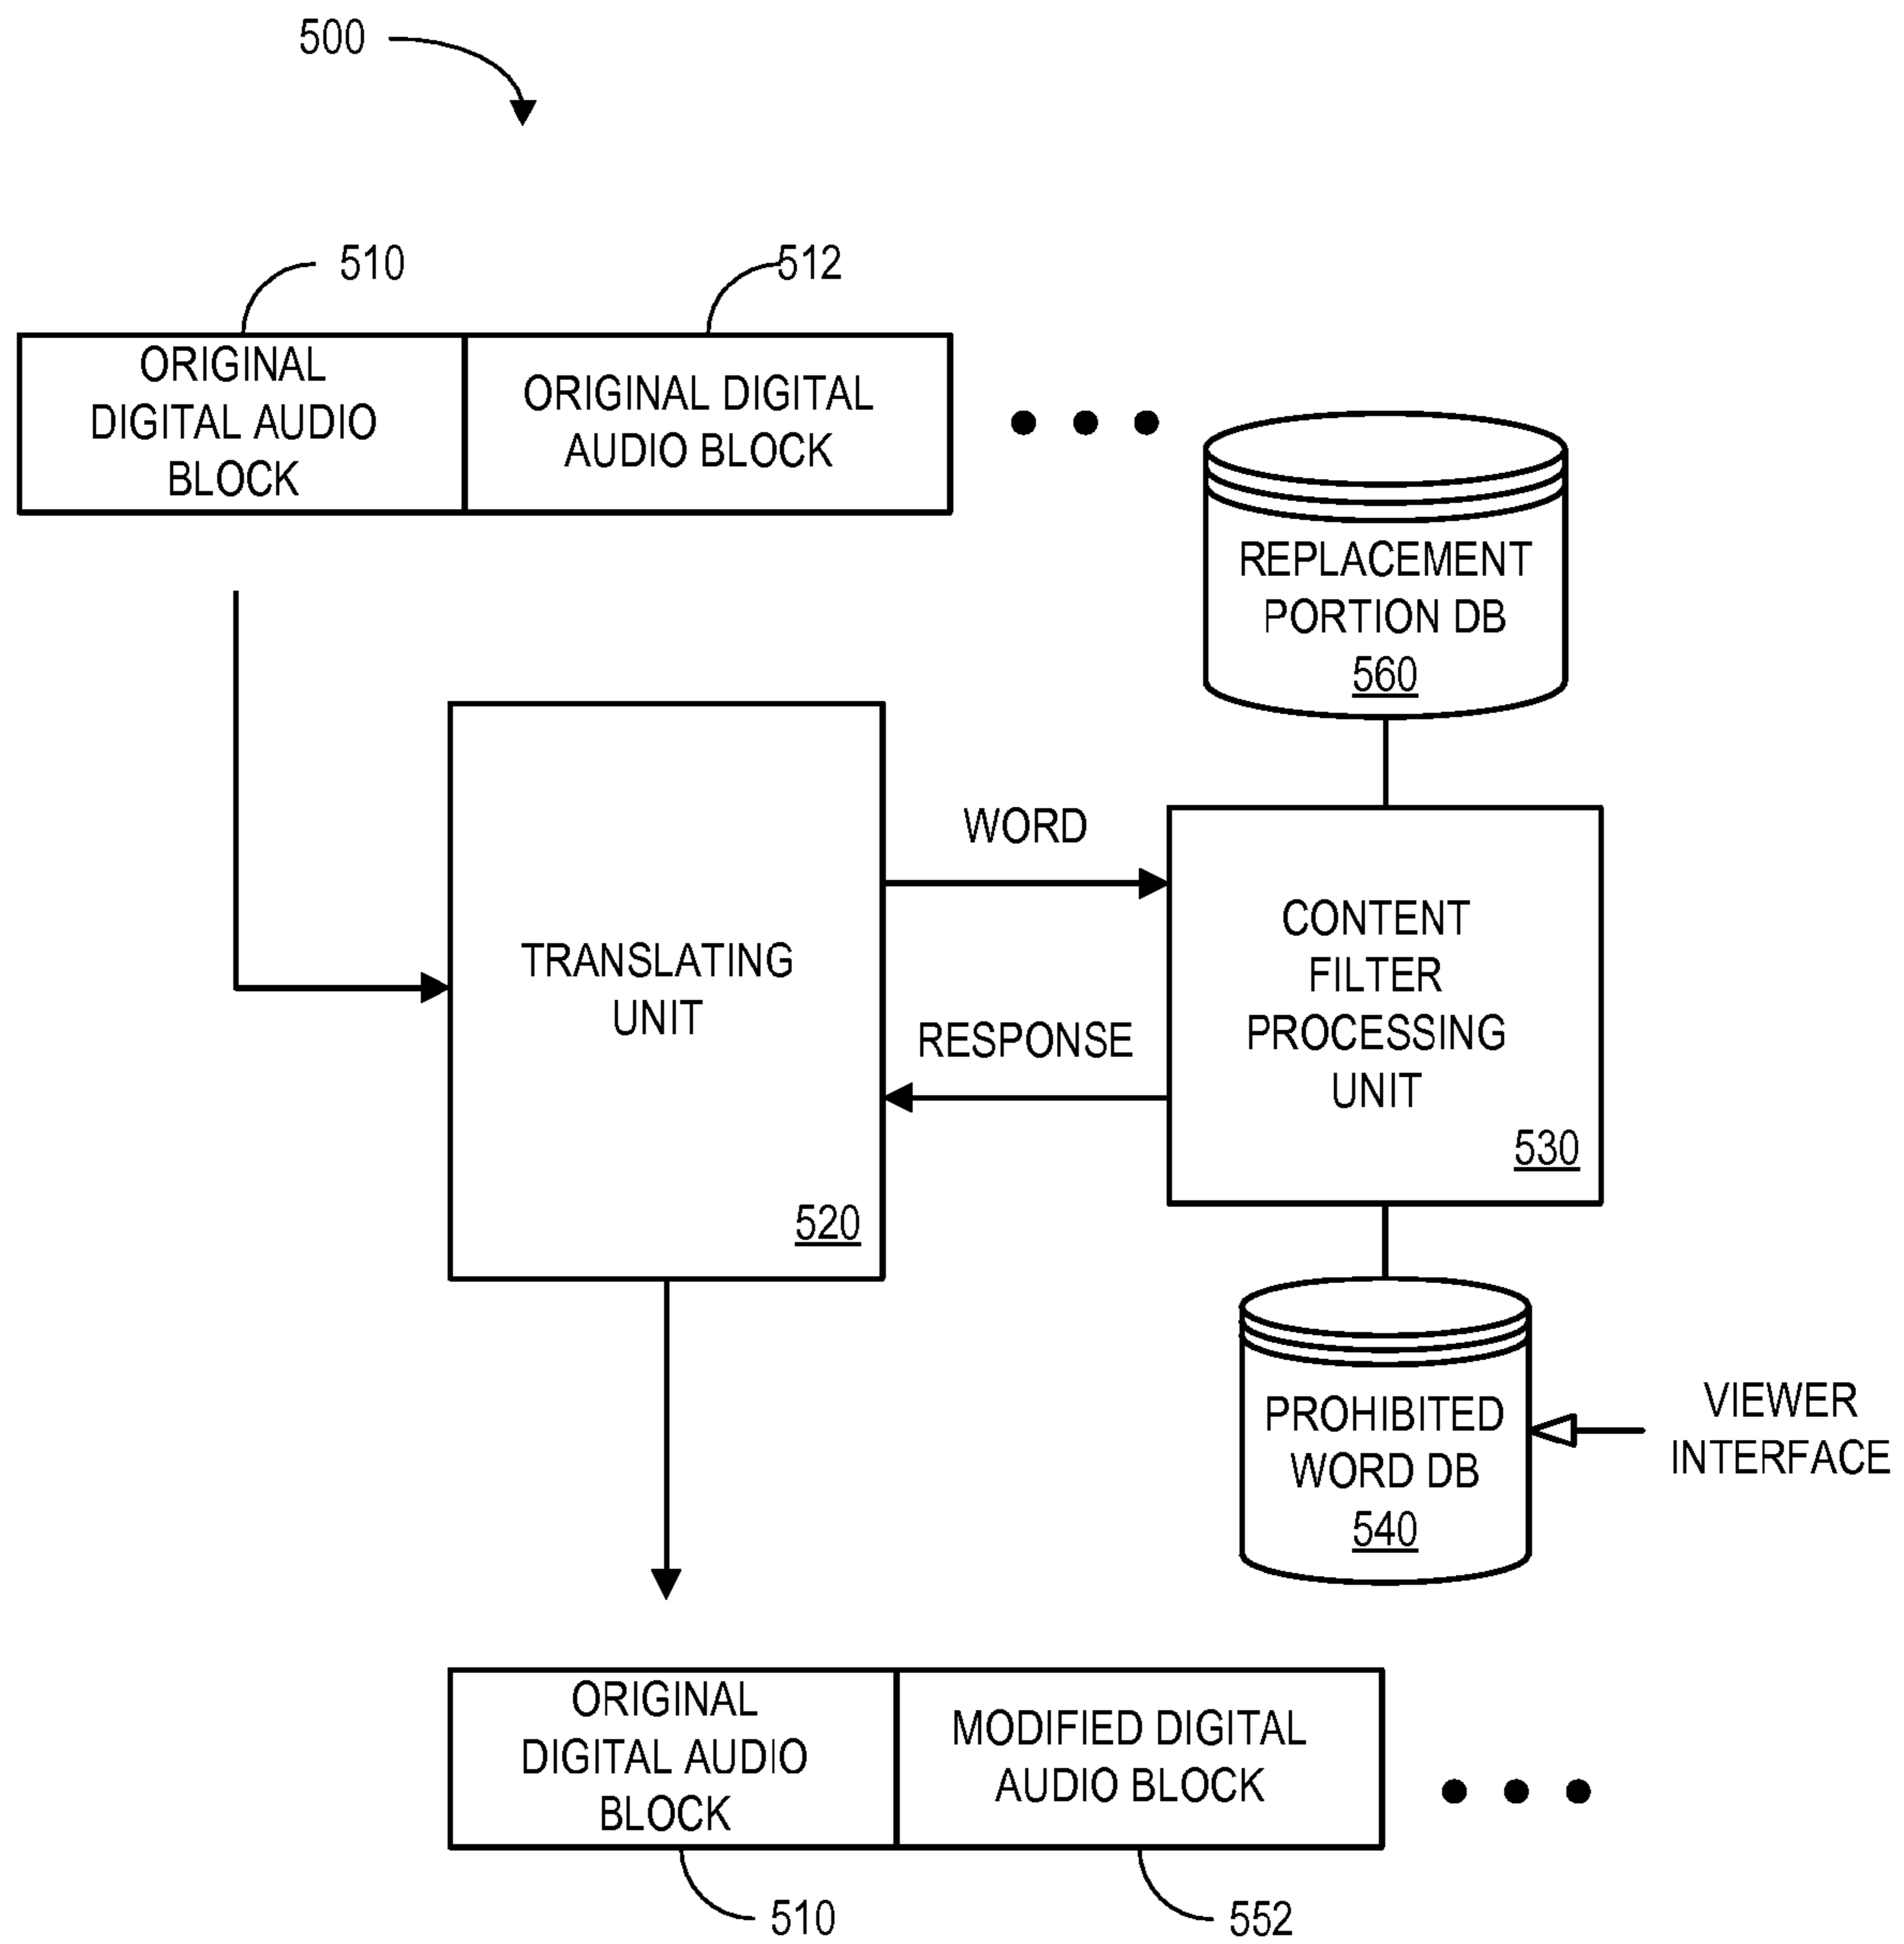 500
510
512
ORIGINAL
DIGITAL AUDIO
BLOCK
ORIGINAL DIGITAL
AUDIO BLOCK
REPLACEMENT
PORTION DB
560
WORD
TRANSLATING
UNIT
520
RESPONSE
CONTENT
FILTER
PROCESSING
UNIT
530
PROHIBITED
WORD DB
540
VIEWER
INTERFACE
ORIGINAL
DIGITAL AUDIO
BLOCK
MODIFIED DIGITAL
AUDIO BLOCK
510
552